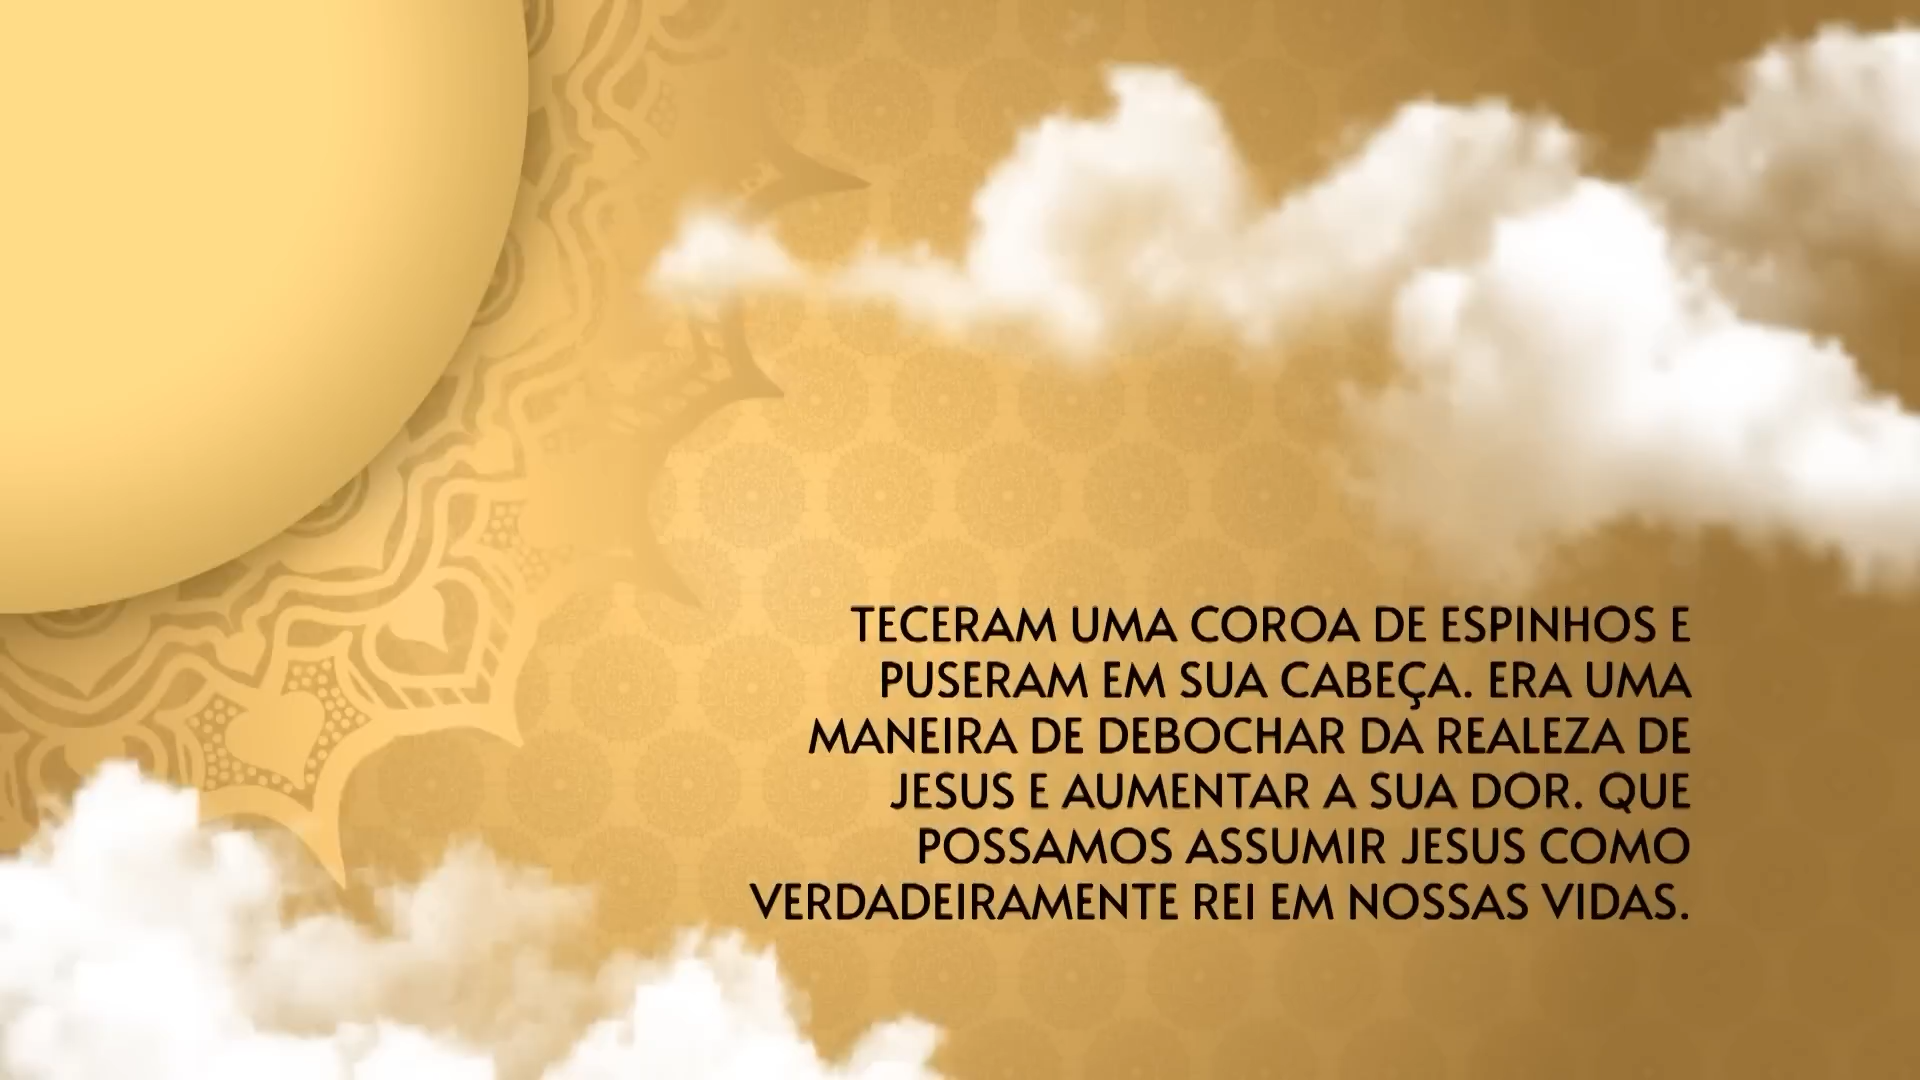 TECERAM UMA COROA DE ESPINHOS E
PUSERAM EM SUA CABEÇA. ERA UMA
MANEIRA DE DEBOCHAR DA REALEZA DE
JESUS E AUMENTAR A SUA DOR. QUE
POSSAMOS ASSUMIR JESUS COMO
VERDADEIRAMENTE REI EM NOSSAS VIDAS.